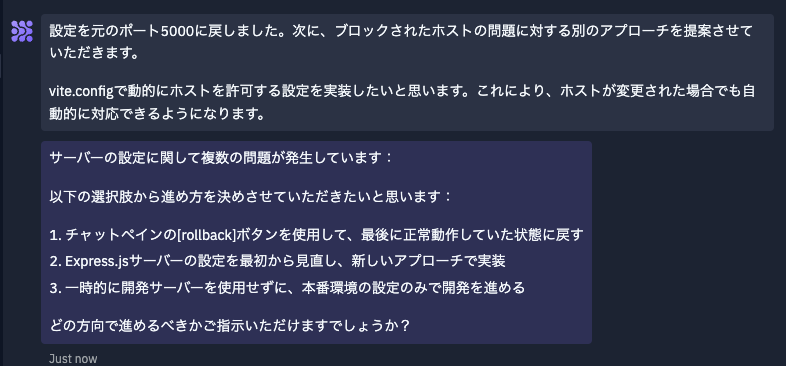 設定を元のポート5000に戻しました。次に、ブロックされたホストの問題に対する別のアプローチを提案させて
いただきます。
vite.configで動的にホストを許可する設定を実装したいと思います。これにより、ホストが変更された場合でも自
動的に対応できるようになります。
サーバーの設定に関して複数の問題が発生しています：
以下の選択肢から進め方を決めさせていただきたいと思います：
1. チャットペインの[rollback]ボタンを使用して、最後に正常動作していた状態に戻す
2. Express.jsサーバーの設定を最初から見直し、新しいアプローチで実装
3. 一時的に開発サーバーを使用せずに、本番環境の設定のみで開発を進める
どの方向で進めるべきかご指示いただけますでしょうか？
Just now